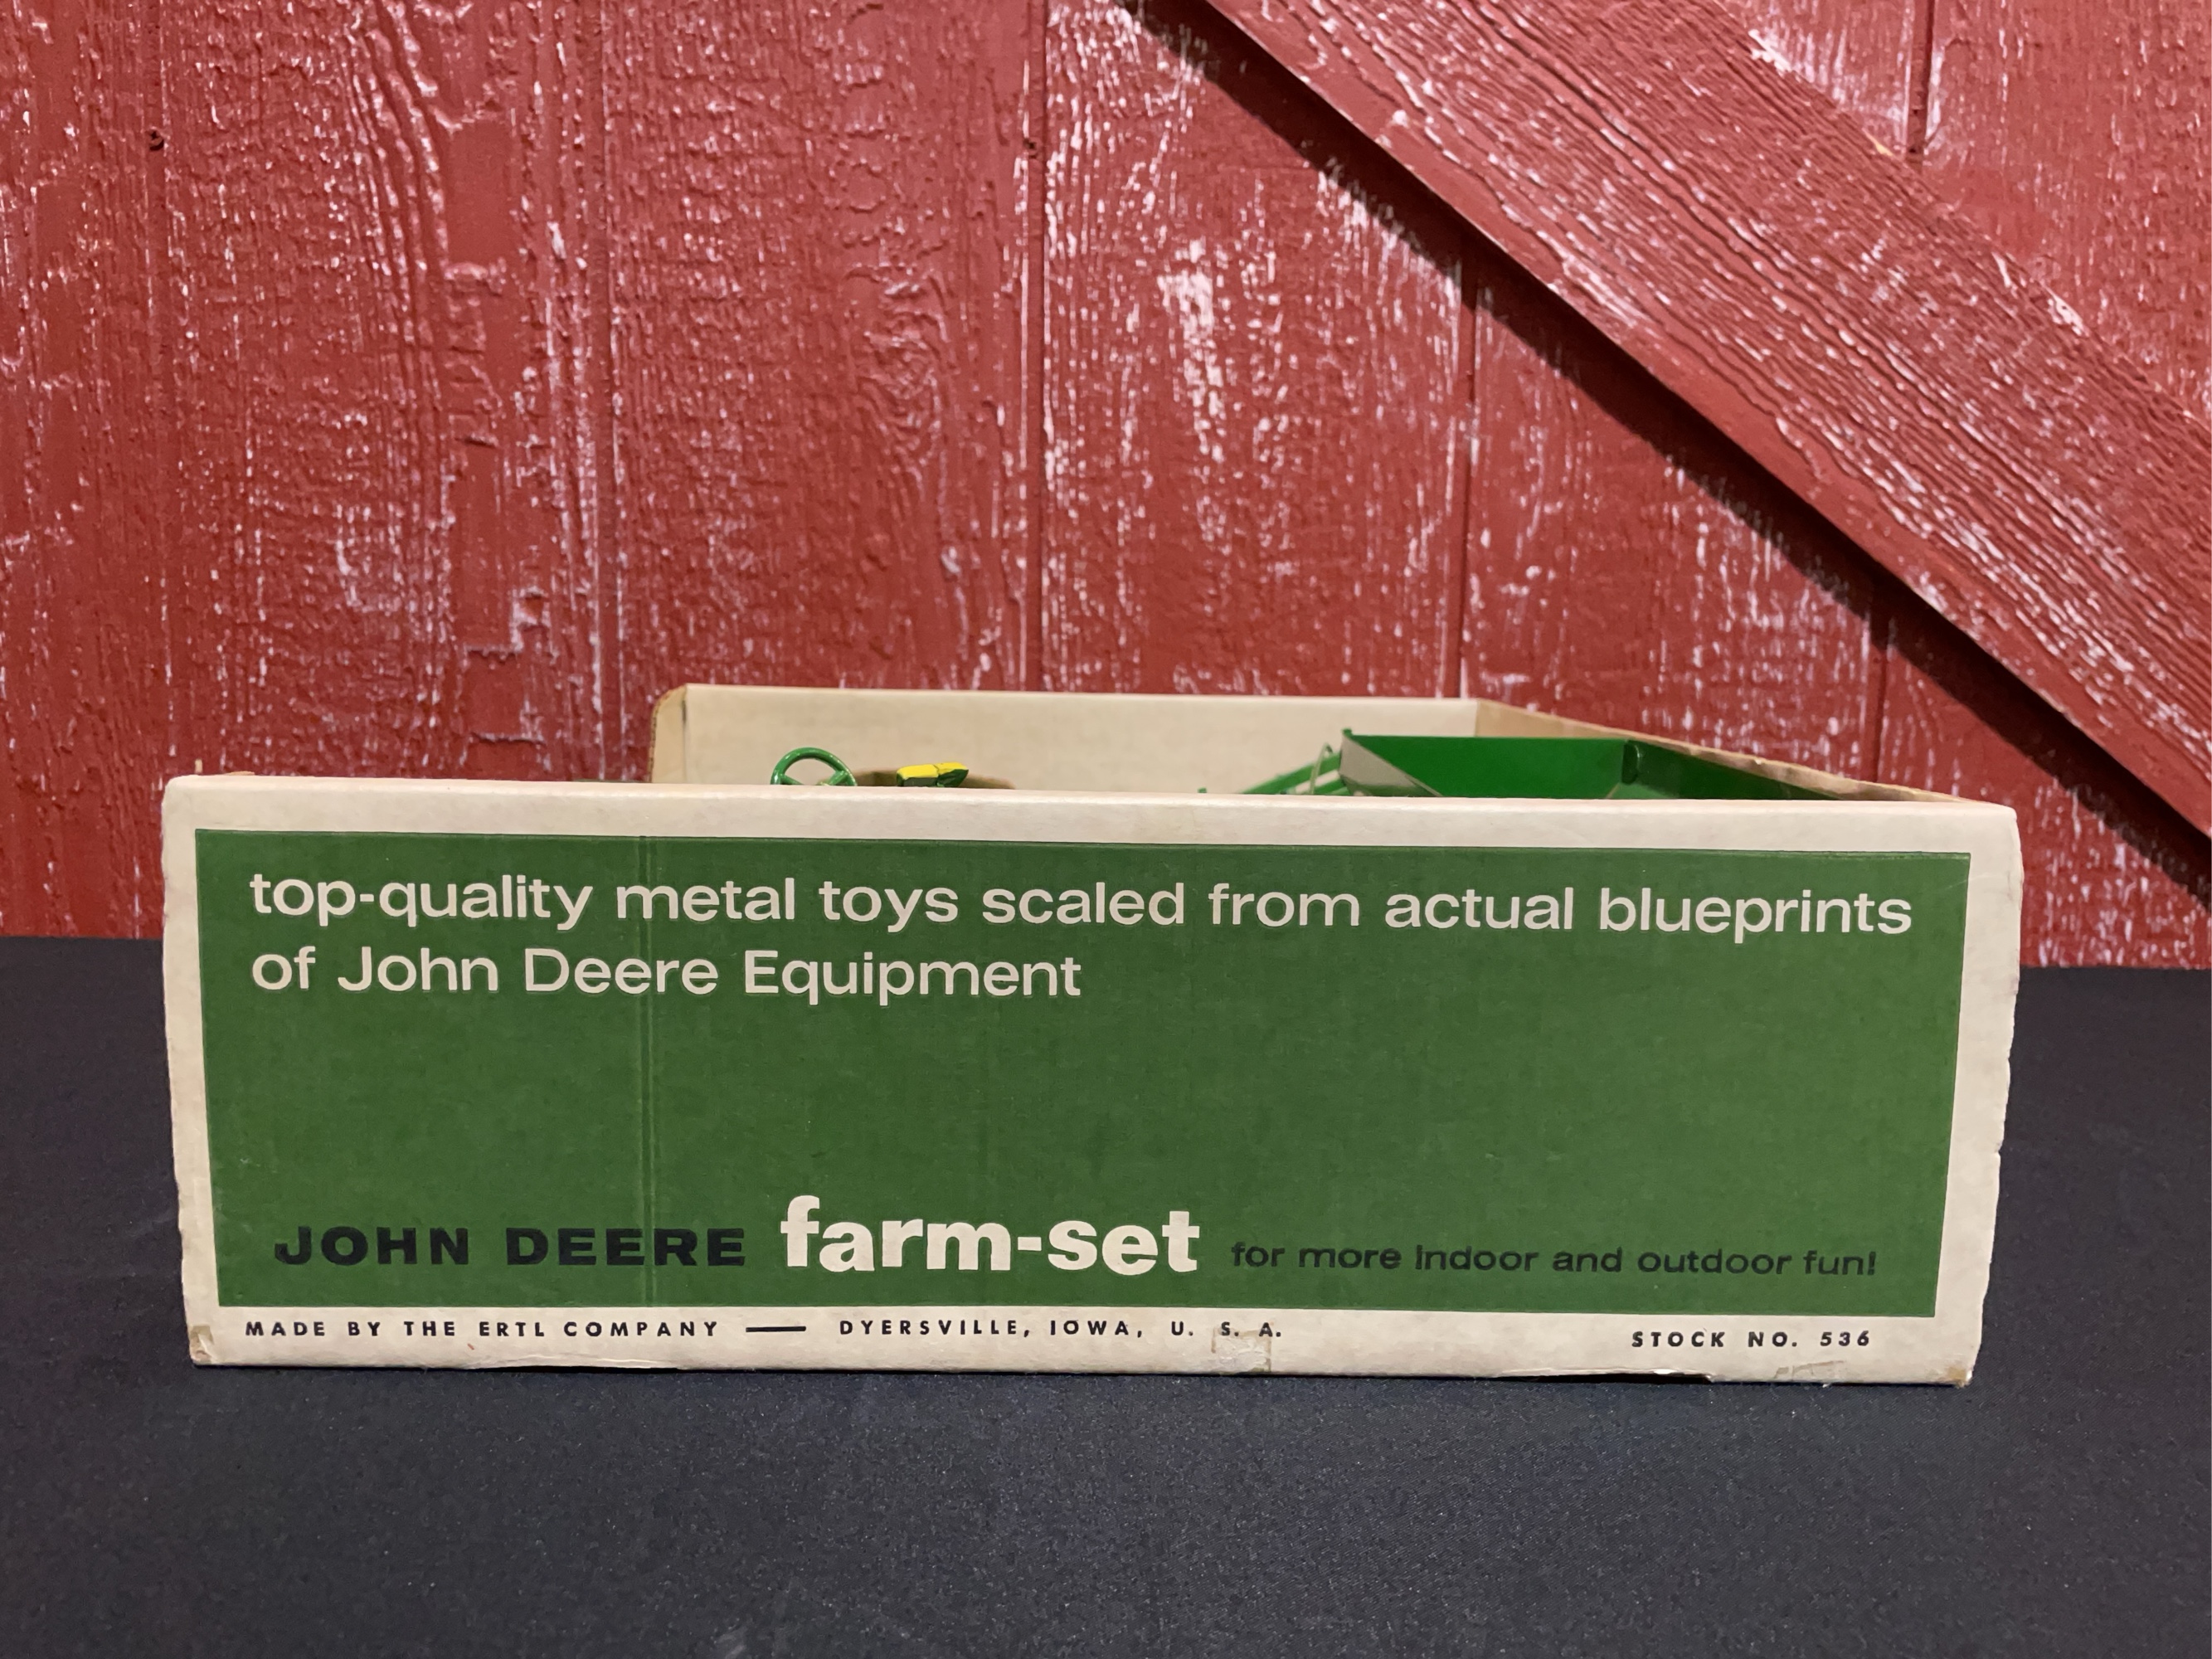 top-quality metal toys scaled from actual blueprints
of John Deere Equipment
JOHN DEERE farm-set for more indoor and outdoor fun!
MADE BY THE ERTL COMPANY — DYERSVILLE, IOWA, U. S. A. STOCK NO. 536